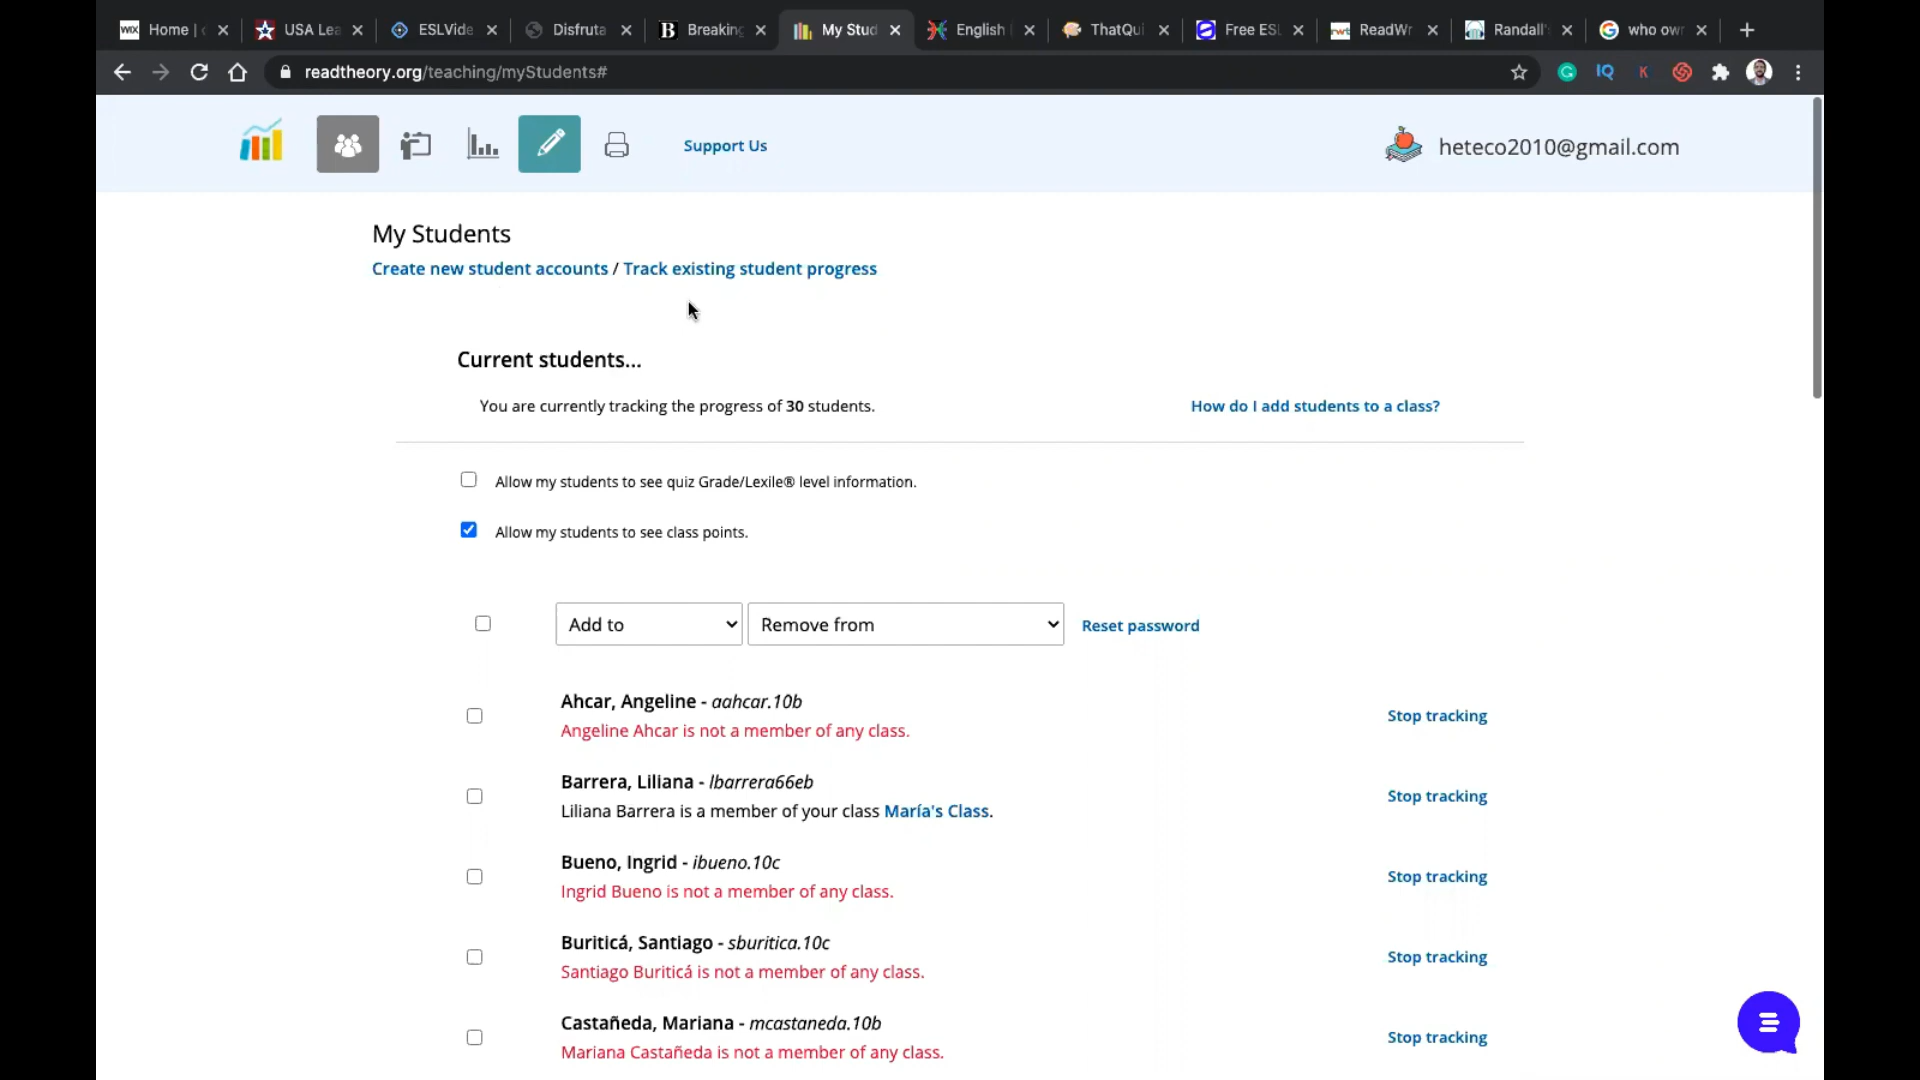 WIX Home | USA Lea ESLVide Disfruta B Breaking My Stud English ThatQui Free ESL rwt ReadWr Randall' who owr
readtheory.org/teaching/myStudents#
IQ K
Support Us
heteco2010@gmail.com
My Students
Create new student accounts / Track existing student progress
Current students...
You are currently tracking the progress of 30 students.
How do I add students to a class?
Allow my students to see quiz Grade/Lexile® level information.
Allow my students to see class points.
Add to
Remove from
Reset password
Ahcar, Angeline - aahcar.10b
Angeline Ahcar is not a member of any class.
Stop tracking
Barrera, Liliana - lbarrera66eb
Liliana Barrera is a member of your class María's Class.
Stop tracking
Bueno, Ingrid - ibueno.10c
Ingrid Bueno is not a member of any class.
Stop tracking
Buriticá, Santiago - sburitica.10c
Santiago Buriticá is not a member of any class.
Stop tracking
Castañeda, Mariana - mcastaneda.10b
Mariana Castañeda is not a member of any class.
Stop tracking